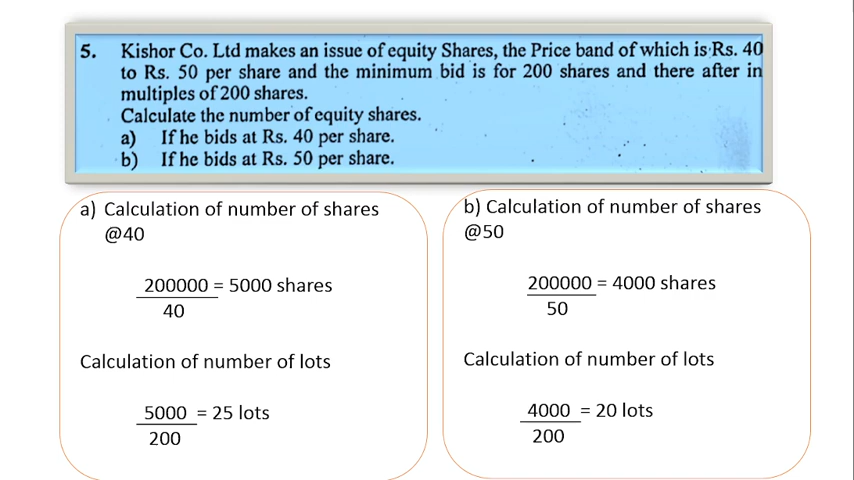 5. Kishor Co. Ltd makes an issue of equity Shares, the Price band of which is Rs. 40
to Rs. 50 per share and the minimum bid is for 200 shares and there after in
multiples of 200 shares.
Calculate the number of equity shares.
a) If he bids at Rs. 40 per share.
b) If he bids at Rs. 50 per share.
a) Calculation of number of shares
@40
200000 = 5000 shares
40
Calculation of number of lots
5000 = 25 lots
200
b) Calculation of number of shares
@50
200000 = 4000 shares
50
Calculation of number of lots
4000 = 20 lots
200